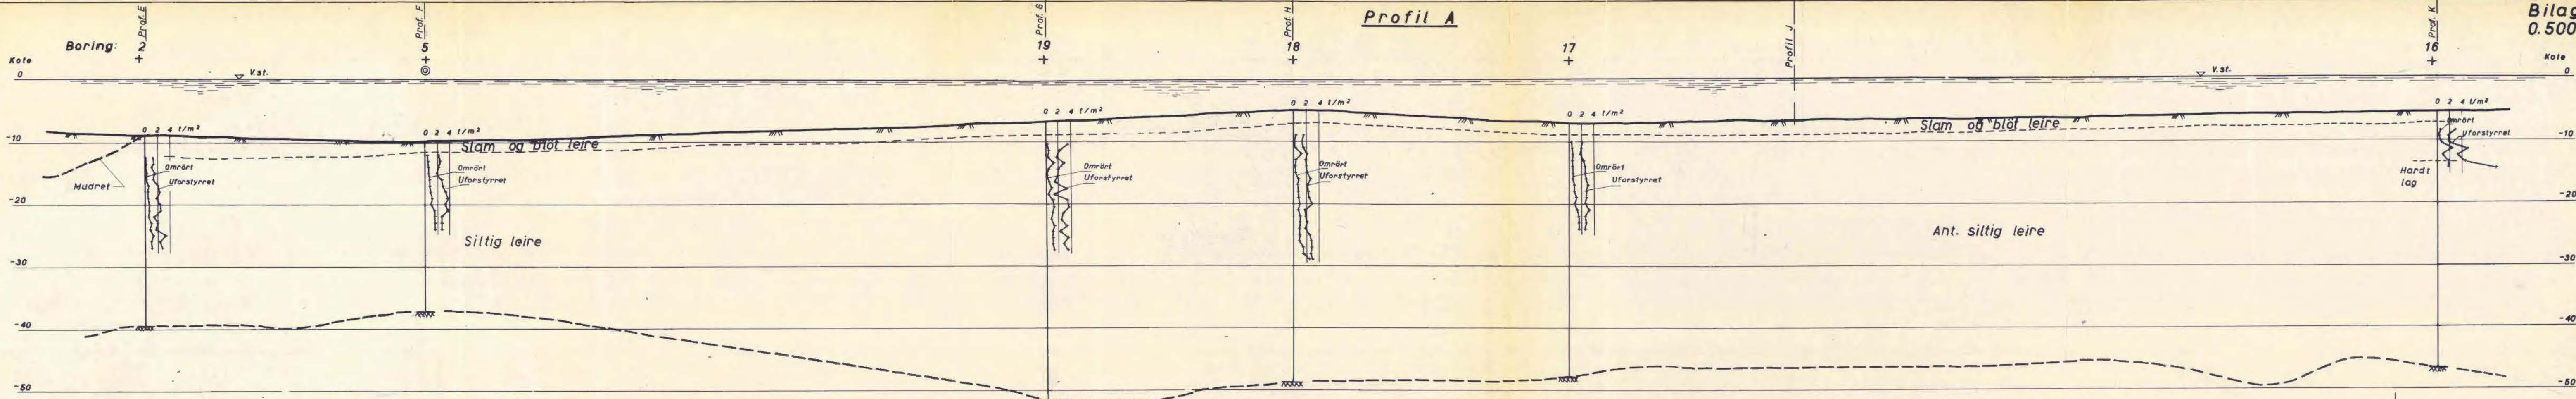 Profil A
Bilag
0.500
Prof. E
Prof. F
Prof. G
Prof. H
Profil J
Prof. K
Boring: 2 5 19 18 17 16
Kote
Kote
0
V.st.
V.st.
0
0 2 4 t/m²
0 2 4 t/m²
0 2 4 t/m²
0 2 4 t/m²
0 2 4 t/m²
0 2 4 t/m²
-10
Slam og blöt leire
Slam og blöt leire
-10
Mudret
Omrört
Uforstyrret
Omrört
Uforstyrret
Omrört
Uforstyrret
Omrört
Uforstyrret
Omrört
Uforstyrret
Omrört
Uforstyrret
Hardt
lag
-20
-20
Siltig leire
Ant. siltig leire
-30
-30
-40
-40
-50
-50